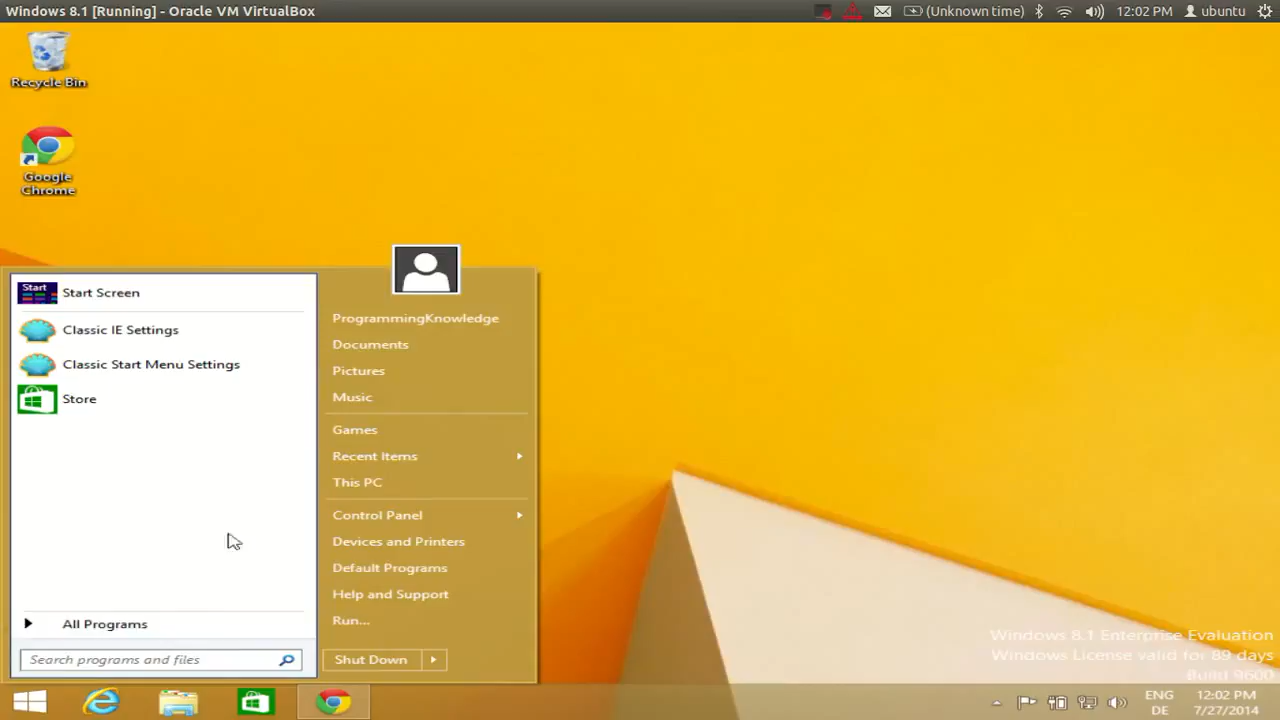 Windows 8.1 [Running] - Oracle VM VirtualBox
(Unknown time)
12:02 PM
ubuntu
Recycle Bin
Google
Chrome
Start
Start Screen
Classic IE Settings
Classic Start Menu Settings
Store
All Programs
Search programs and files
ProgrammingKnowledge
Documents
Pictures
Music
Games
Recent Items
This PC
Control Panel
Devices and Printers
Default Programs
Help and Support
Run...
Shut Down
Windows 8.1 Enterprise Evaluation
Windows License valid for 89 days
Build 9600
ENG
DE
12:02 PM
7/27/2014